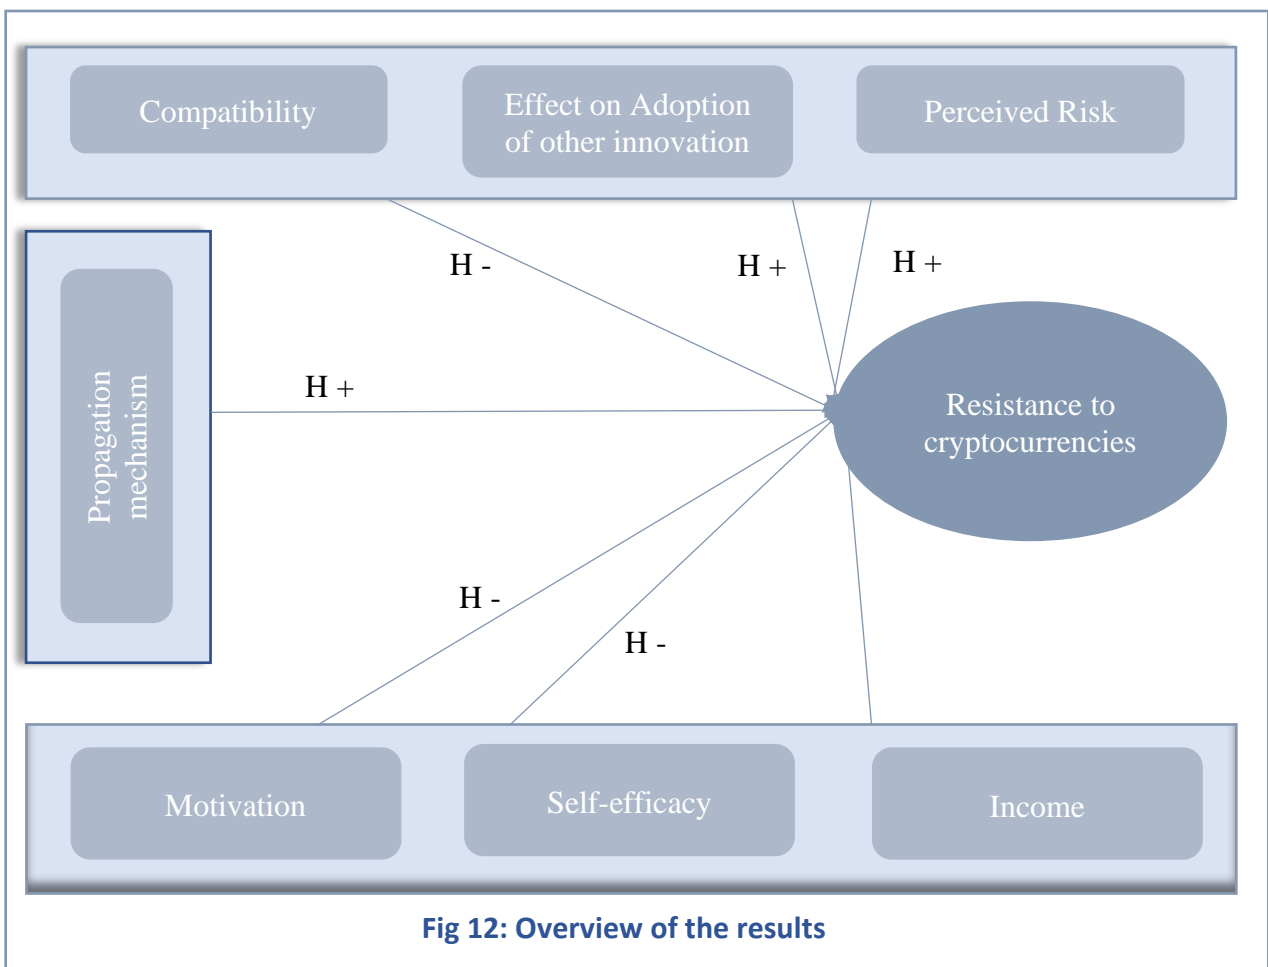 Compatibility
Effect on Adoption
of other innovation
Perceived Risk
H -
H +
H +
Propagation
mechanism
H +
Resistance to
cryptocurrencies
H -
H -
Motivation
Self-efficacy
Income
Fig 12: Overview of the results